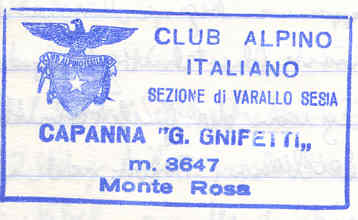 CLUB ALPINO
ITALIANO
SEZIONE di VARALLO SESIA
CAPANNA "G. GNIFETTI„
m. 3647
Monte Rosa